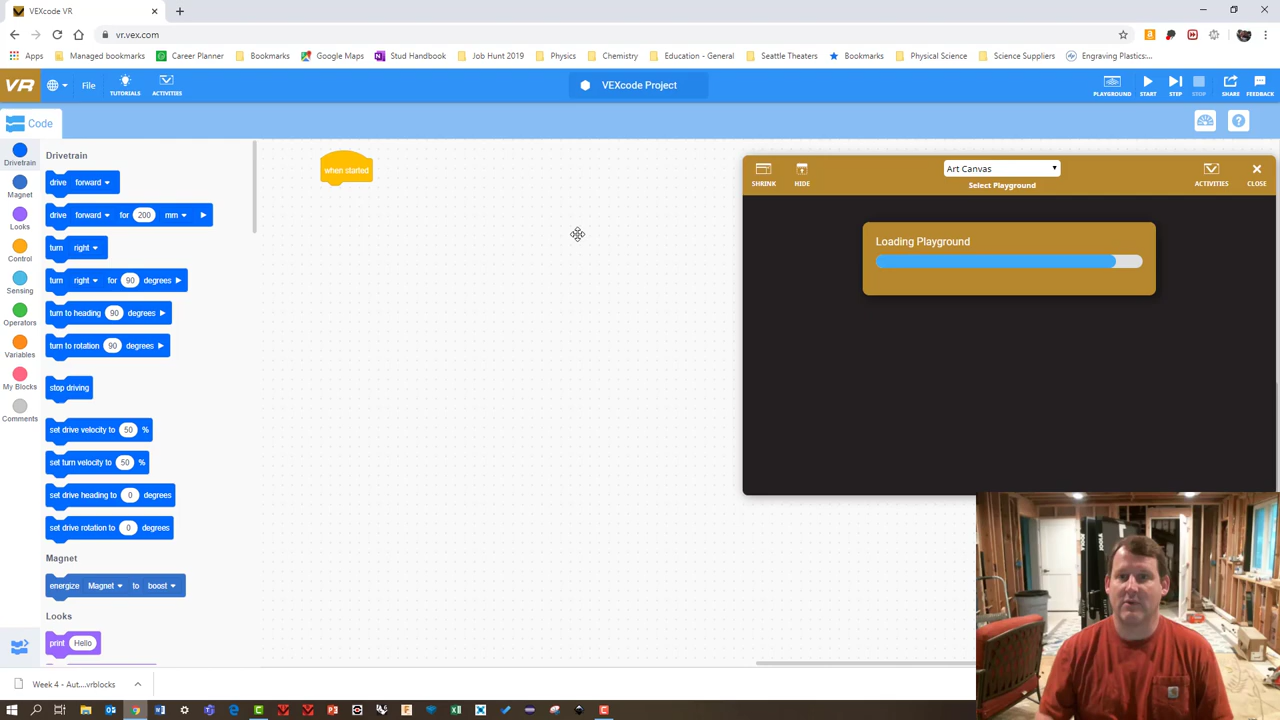 VEXcode VR
vr.vex.com
Apps Managed bookmarks Career Planner Bookmarks Google Maps Stud Handbook Job Hunt 2019 Physics Chemistry Education - General Seattle Theaters Bookmarks Physical Science Science Suppliers Engraving Plastics:...
VR File TUTORIALS ACTIVITIES VEXcode Project PLAYGROUND START STEP STOP SHARE FEEDBACK
Code
Drivetrain
Magnet
Looks
Control
Sensing
Operators
Variables
My Blocks
Comments
Drivetrain
drive forward
drive forward for 200 mm
turn right
turn right for 90 degrees
turn to heading 90 degrees
turn to rotation 90 degrees
stop driving
set drive velocity to 50 %
set turn velocity to 50 %
set drive heading to 0 degrees
set drive rotation to 0 degrees
Magnet
energize Magnet to boost
Looks
print Hello
when started
SHRINK HIDE Art Canvas ACTIVITIES CLOSE
Select Playground
Loading Playground
Week 4 - Aut....vrblocks